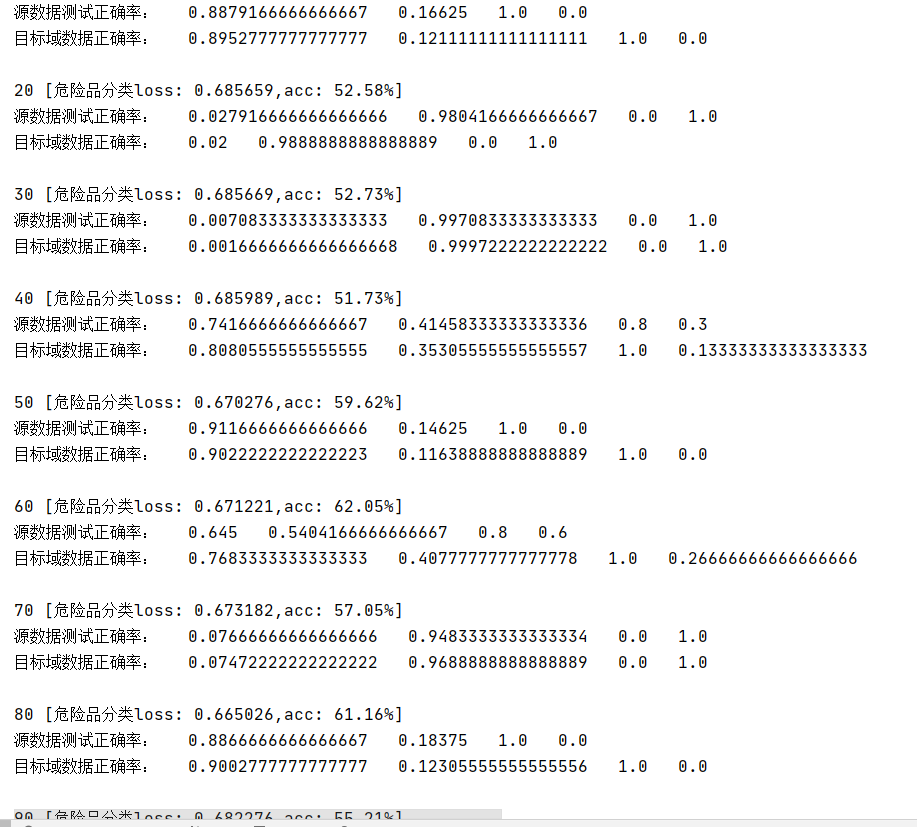 源数据测试正确率: 0.8879166666666667 0.16625 1.0 0.0
目标域数据正确率: 0.8952777777777777 0.12111111111111111 1.0 0.0
20 [危险品分类loss: 0.685659,acc: 52.58%]
源数据测试正确率: 0.027916666666666666 0.9804166666666667 0.0 1.0
目标域数据正确率: 0.02 0.9888888888888889 0.0 1.0
30 [危险品分类loss: 0.685669,acc: 52.73%]
源数据测试正确率: 0.007083333333333333 0.9970833333333333 0.0 1.0
目标域数据正确率: 0.0016666666666666668 0.9997222222222222 0.0 1.0
40 [危险品分类loss: 0.685989,acc: 51.73%]
源数据测试正确率: 0.7416666666666667 0.41458333333333336 0.8 0.3
目标域数据正确率: 0.8080555555555555 0.35305555555555557 1.0 0.13333333333333333
50 [危险品分类loss: 0.670276,acc: 59.62%]
源数据测试正确率: 0.9116666666666666 0.14625 1.0 0.0
目标域数据正确率: 0.9022222222222223 0.11638888888888889 1.0 0.0
60 [危险品分类loss: 0.671221,acc: 62.05%]
源数据测试正确率: 0.645 0.5404166666666667 0.8 0.6
目标域数据正确率: 0.7683333333333333 0.4077777777777778 1.0 0.26666666666666666
70 [危险品分类loss: 0.673182,acc: 57.05%]
源数据测试正确率: 0.07666666666666666 0.9483333333333334 0.0 1.0
目标域数据正确率: 0.07472222222222222 0.9688888888888889 0.0 1.0
80 [危险品分类loss: 0.665026,acc: 61.16%]
源数据测试正确率: 0.8866666666666667 0.18375 1.0 0.0
目标域数据正确率: 0.9002777777777777 0.12305555555555556 1.0 0.0
90 [危险品分类loss: 0.682276,acc: 55.21%]